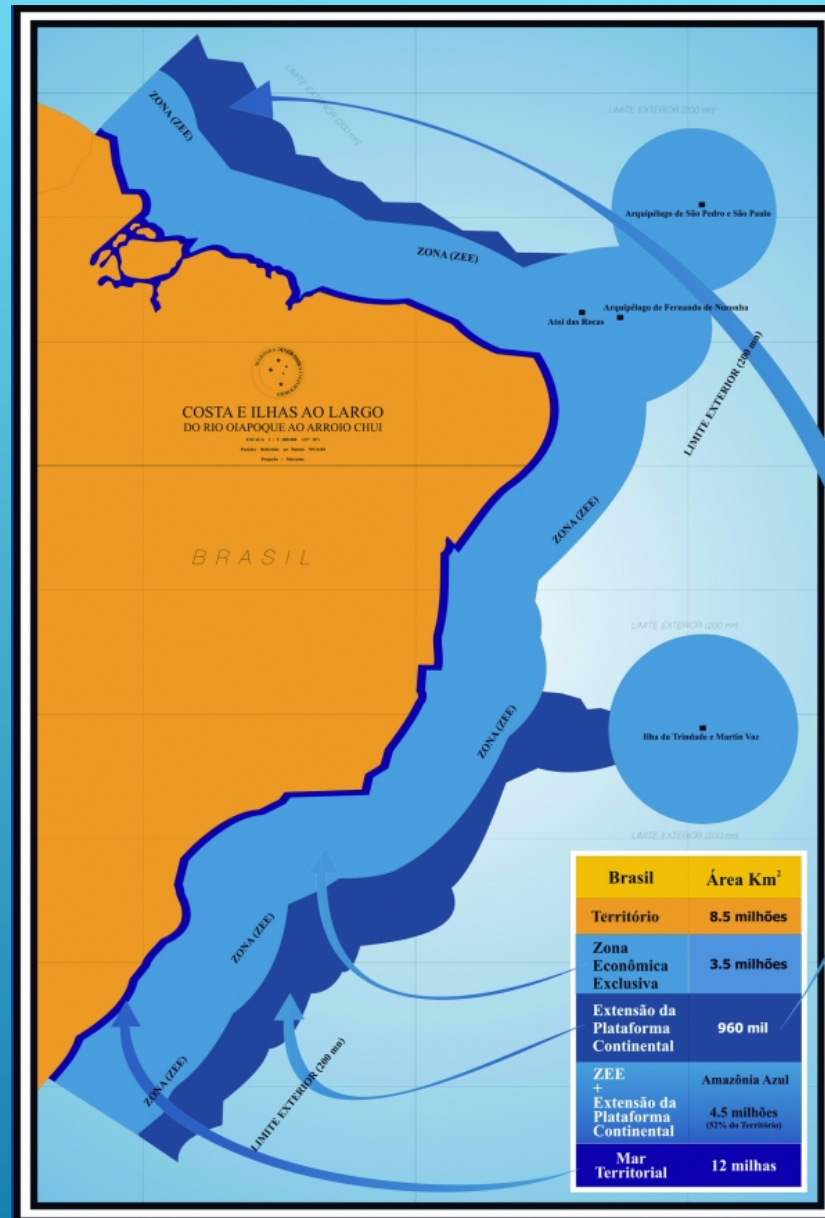 ZONA (ZEE)
LIMITE EXTERIOR (200 mn)
LIMITE EXTERIOR (200 mn)
Arquipélago de São Pedro e São Paulo
ZONA (ZEE)
Arquipélago de Fernando de Noronha
Atol das Rocas
LIMITE EXTERIOR (200 mn)
COSTA E ILHAS AO LARGO
DO RIO OIAPOQUE AO ARROIO CHUI
ZONA (ZEE)
BRASIL
LIMITE EXTERIOR (200 mn)
ZONA (ZEE)
Ilha da Trindade e Martin Vaz
LIMITE EXTERIOR (200 mn)
ZONA (ZEE)
ZONA (ZEE)
LIMITE EXTERIOR (200 mn)
Brasil Área Km²
Território 8.5 milhões
Zona
Econômica
Exclusiva
3.5 milhões
Extensão da
Plataforma
Continental
960 mil
ZEE
+
Extensão da
Plataforma
Continental
Amazônia Azul
4.5 milhões
(52% do Território)
Mar
Territorial
12 milhas